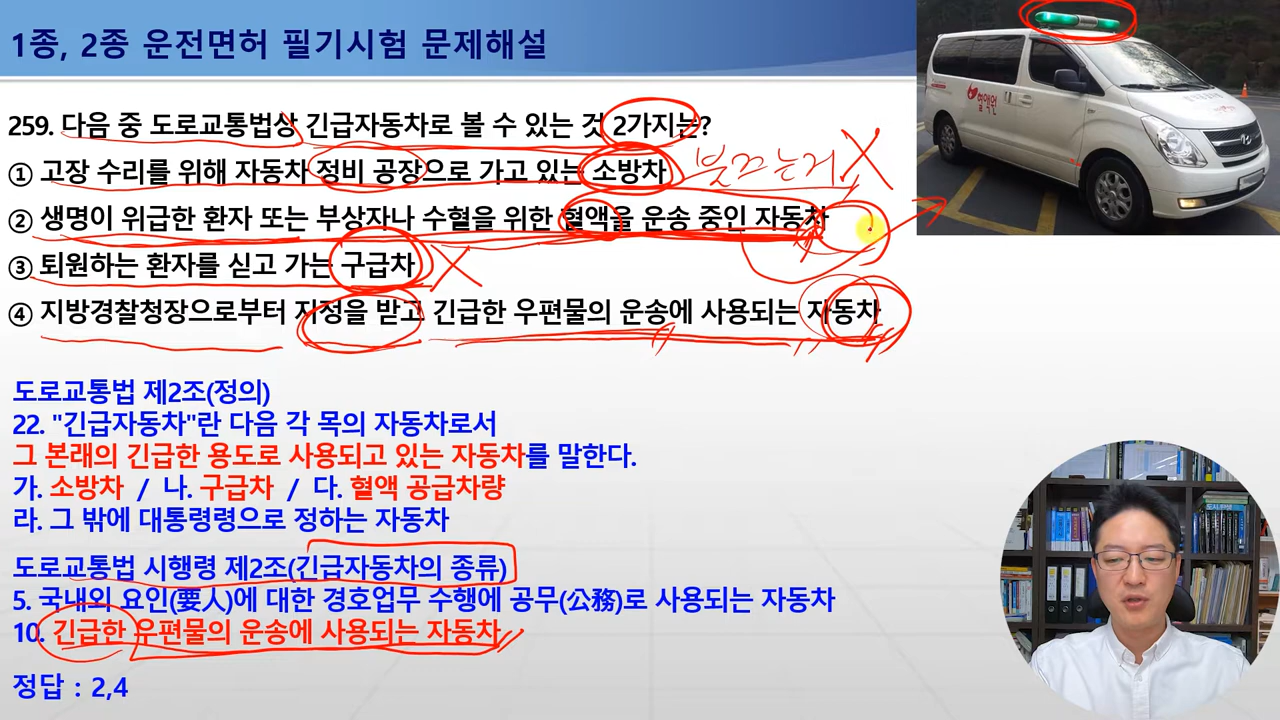 1종, 2종 운전면허 필기시험 문제해설
259. 다음 중 도로교통법상 긴급자동차로 볼 수 있는 것 2가지는?
① 고장 수리를 위해 자동차 정비 공장으로 가고 있는 소방차
붓끄는거 X
② 생명이 위급한 환자 또는 부상자나 수혈을 위한 혈액을 운송 중인 자동차
③ 퇴원하는 환자를 싣고 가는 구급차
X
④ 지방경찰청장으로부터 지정을 받고 긴급한 우편물의 운송에 사용되는 자동차
혈액원
도로교통법 제2조(정의)
22. "긴급자동차"란 다음 각 목의 자동차로서
그 본래의 긴급한 용도로 사용되고 있는 자동차를 말한다.
가. 소방차 / 나. 구급차 / 다. 혈액 공급차량
라. 그 밖에 대통령령으로 정하는 자동차
도로교통법 시행령 제2조(긴급자동차의 종류)
5. 국내외 요인(要人)에 대한 경호업무 수행에 공무(公務)로 사용되는 자동차
10. 긴급한 우편물의 운송에 사용되는 자동차
정답 : 2,4